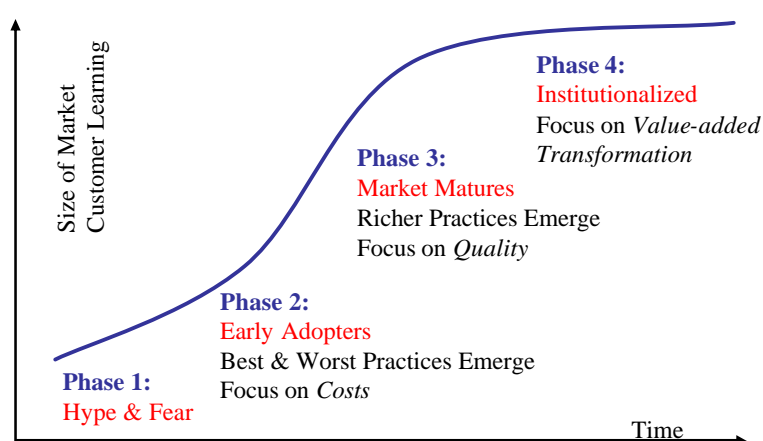 Size of Market
Customer Learning
Phase 4:
Institutionalized
Focus on Value-added
Transformation
Phase 3:
Market Matures
Richer Practices Emerge
Focus on Quality
Phase 2:
Early Adopters
Best & Worst Practices Emerge
Focus on Costs
Phase 1:
Hype & Fear
Time